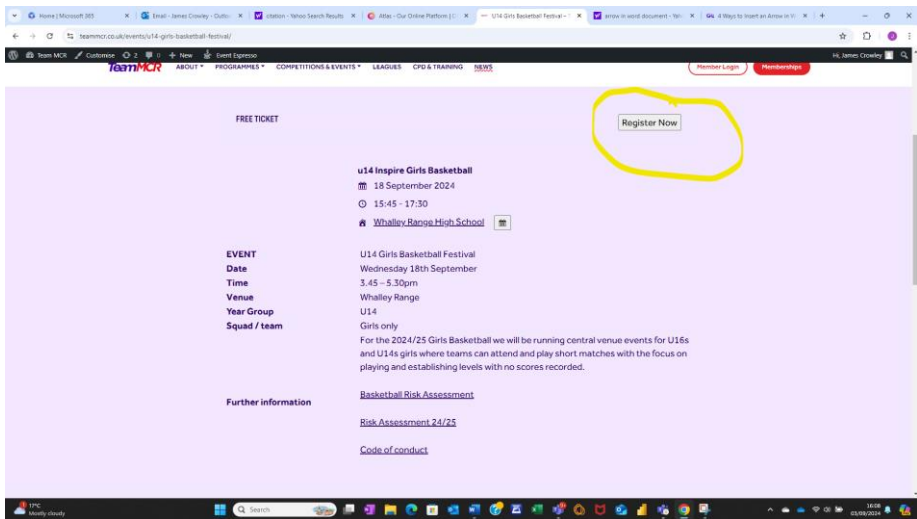 Home | Microsoft 365
Email - James Crowley - Outlo
citation - Yahoo Search Results
Atlas - Our Online Platform |
U14 Girls Basketball Festival -
arrow in word document - Yah
4 Ways to Insert an Arrow in
teammcr.co.uk/events/u14-girls-basketball-festival/
Team MCR Customise 2 0 New Event Espresso Hi, James Crowley
TeamMCR ABOUT PROGRAMMES COMPETITIONS & EVENTS LEAGUES CPD & TRAINING NEWS Member Login Memberships
FREE TICKET Register Now
u14 Inspire Girls Basketball
18 September 2024
15:45 - 17:30
Whalley Range High School
EVENT U14 Girls Basketball Festival
Date Wednesday 18th September
Time 3.45 – 5.30pm
Venue Whalley Range
Year Group U14
Squad / team Girls only
For the 2024/25 Girls Basketball we will be running central venue events for U16s
and U14s girls where teams can attend and play short matches with the focus on
playing and establishing levels with no scores recorded.
Further information Basketball Risk Assessment
Risk Assessment 24/25
Code of conduct
17°C
Mostly cloudy
Search
16:06
03/09/2024